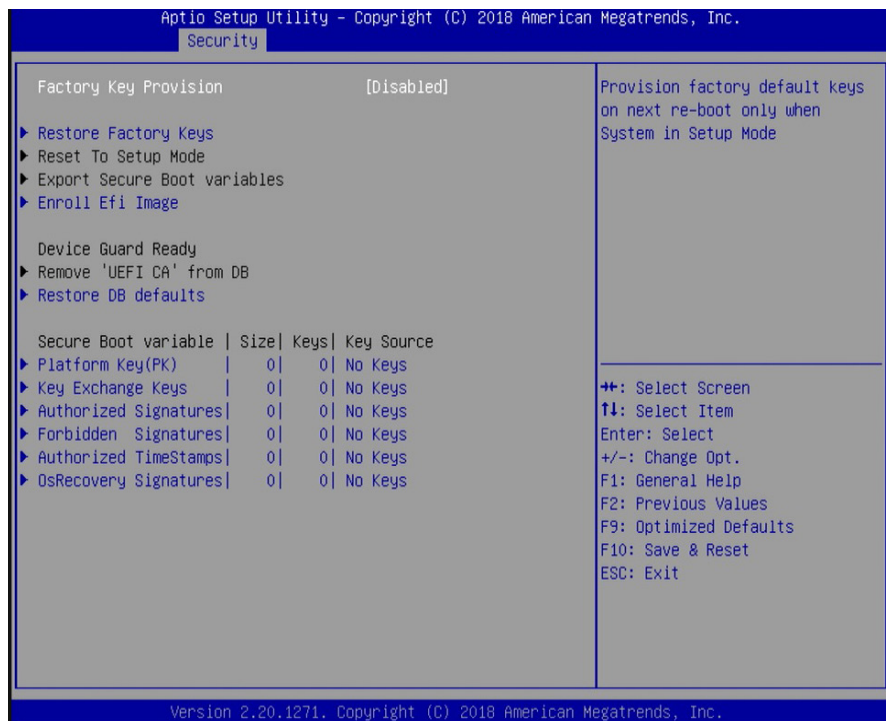 Aptio Setup Utility - Copyright (C) 2018 American Megatrends, Inc.
Security
Factory Key Provision [Disabled]
Restore Factory Keys
Reset To Setup Mode
Export Secure Boot variables
Enroll Efi Image
Device Guard Ready
Remove 'UEFI CA' from DB
Restore DB defaults
Secure Boot variable | Size| Keys| Key Source
Platform Key(PK) | 0| 0| No Keys
Key Exchange Keys | 0| 0| No Keys
Authorized Signatures| 0| 0| No Keys
Forbidden Signatures| 0| 0| No Keys
Authorized TimeStamps| 0| 0| No Keys
OsRecovery Signatures| 0| 0| No Keys
Provision factory default keys
on next re-boot only when
System in Setup Mode
→←: Select Screen
↑↓: Select Item
Enter: Select
+/-: Change Opt.
F1: General Help
F2: Previous Values
F9: Optimized Defaults
F10: Save & Reset
ESC: Exit
Version 2.20.1271. Copyright (C) 2018 American Megatrends, Inc.